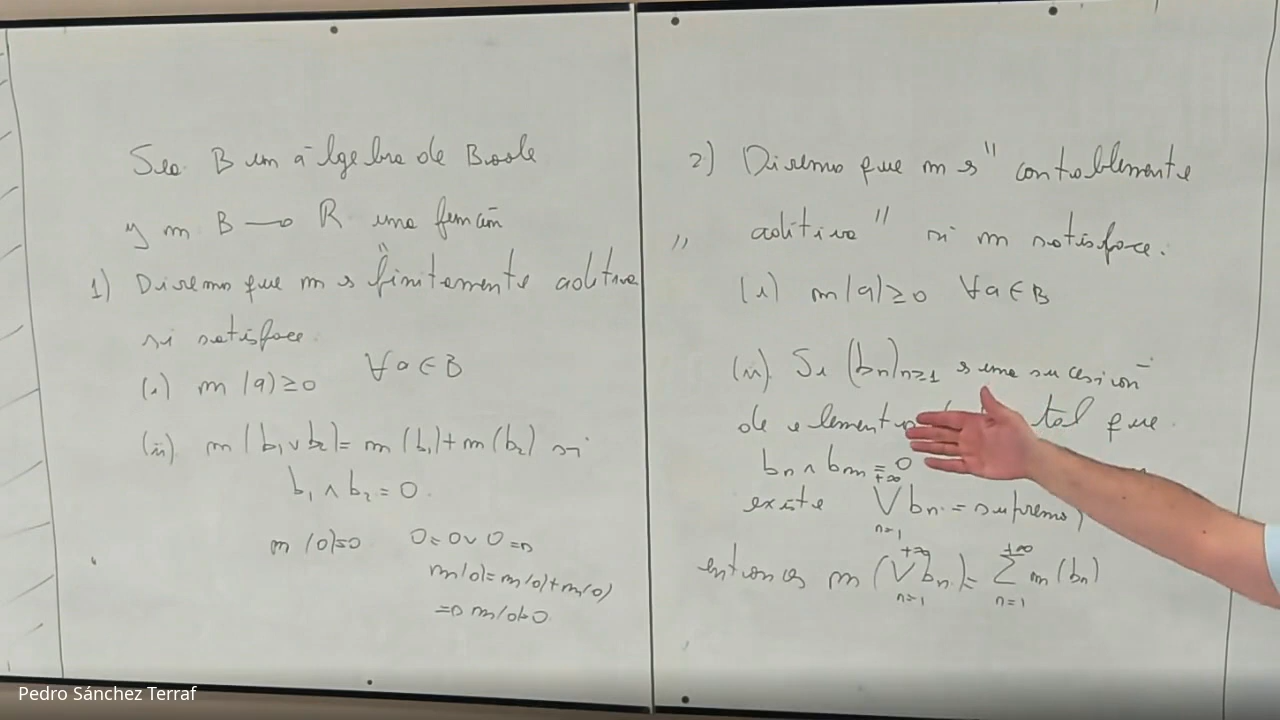 Sea B un álgebra de Boole
y m B → R una función
1) Diremos que m es "finitamente aditiva
si satisface.
(i) m(a) ≥ 0 ∀a ∈ B
(ii) m(b₁ ∨ b₂) = m(b₁) + m(b₂) si
b₁ ∧ b₂ = 0.
m(0)=0 0 = 0 ∨ 0 ⇒
m(0) = m(0) + m(0)
⇒ m(0)=0.
2) Diremos que m es "contablemente
" aditiva" si m satisface.
(i) m(a) ≥ 0 ∀a ∈ B
(ii) Si (bn)n≥1 es una sucesión
de elementos tal que
bn ∧ bm = 0
existe ⋁_{n=1}^{+∞} bn = supremo,
entonces m(⋁_{n=1}^{+∞} bn) = ∑_{n=1}^{+∞} m(bn)
Pedro Sánchez Terraf